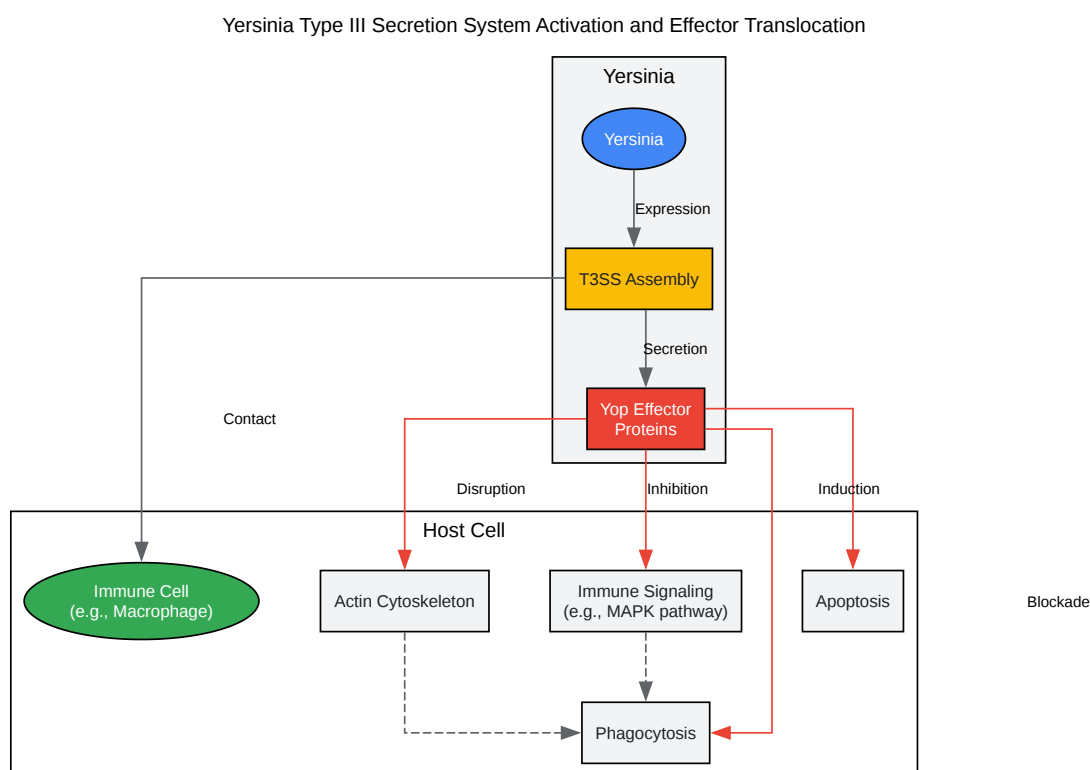 Yersinia Type III Secretion System Activation and Effector Translocation
Yersinia
Yersinia
Expression
T3SS Assembly
Secretion
Yop Effector
Proteins
Contact
Disruption
Inhibition
Induction
Host Cell
Immune Cell
(e.g., Macrophage)
Actin Cytoskeleton
Immune Signaling
(e.g., MAPK pathway)
Apoptosis
Blockade
Phagocytosis